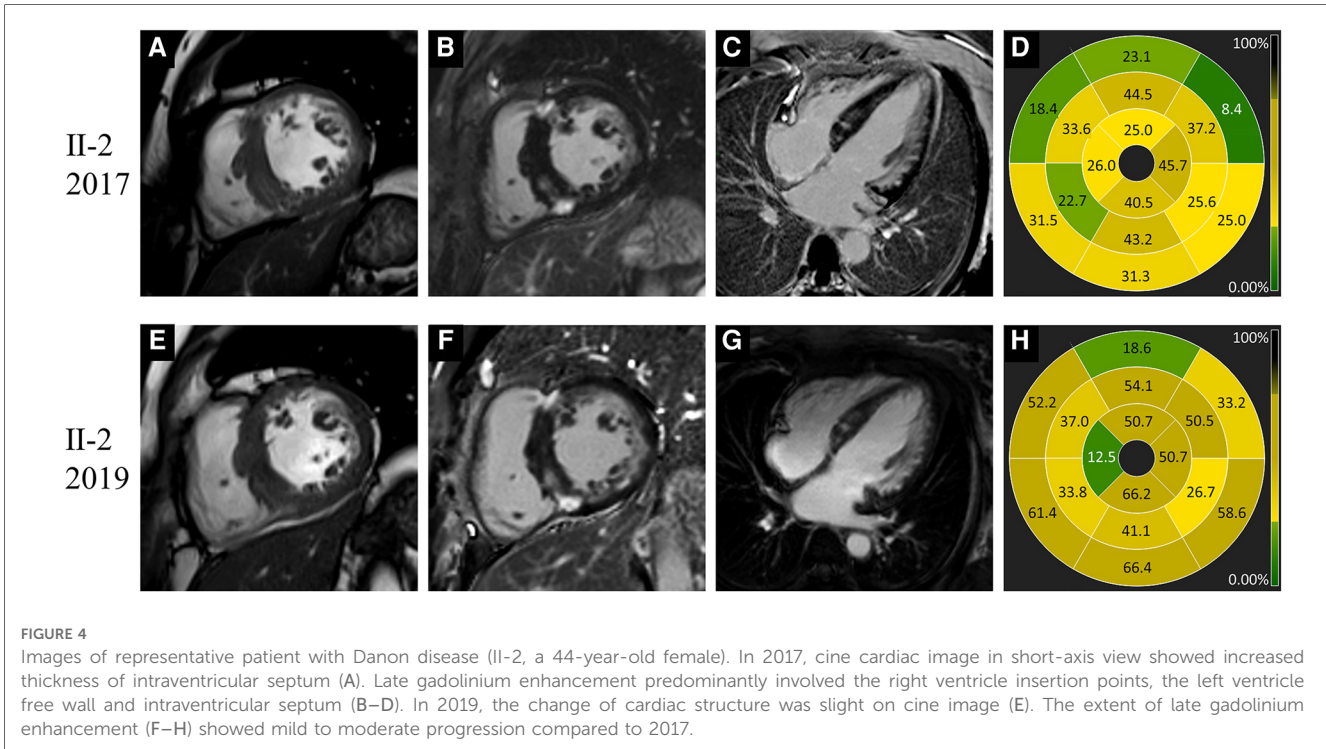 A
B
C
D
II-2
2017
100%
23.1
18.4
8.4
44.5
33.6
37.2
25.0
26.0
45.7
22.7
40.5
25.6
31.5
25.0
43.2
31.3
0.00%
E
F
G
H
II-2
2019
100%
18.6
52.2
33.2
54.1
37.0
50.5
50.7
12.5
50.7
33.8
66.2
26.7
61.4
58.6
41.1
66.4
0.00%
FIGURE 4
Images of representative patient with Danon disease (II-2, a 44-year-old female). In 2017, cine cardiac image in short-axis view showed increased
thickness of intraventricular septum (A). Late gadolinium enhancement predominantly involved the right ventricle insertion points, the left ventricle
free wall and intraventricular septum (B–D). In 2019, the change of cardiac structure was slight on cine image (E). The extent of late gadolinium
enhancement (F–H) showed mild to moderate progression compared to 2017.